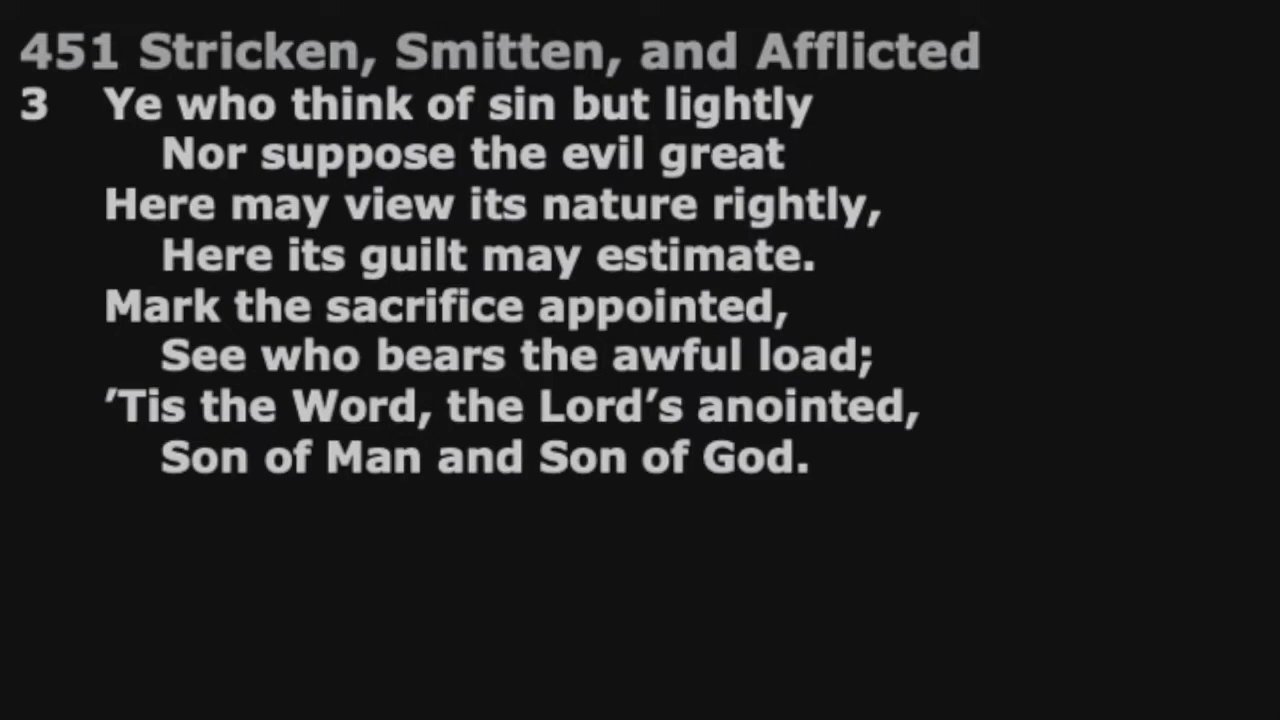 451 Stricken, Smitten, and Afflicted
3 Ye who think of sin but lightly
Nor suppose the evil great
Here may view its nature rightly,
Here its guilt may estimate.
Mark the sacrifice appointed,
See who bears the awful load;
’Tis the Word, the Lord’s anointed,
Son of Man and Son of God.